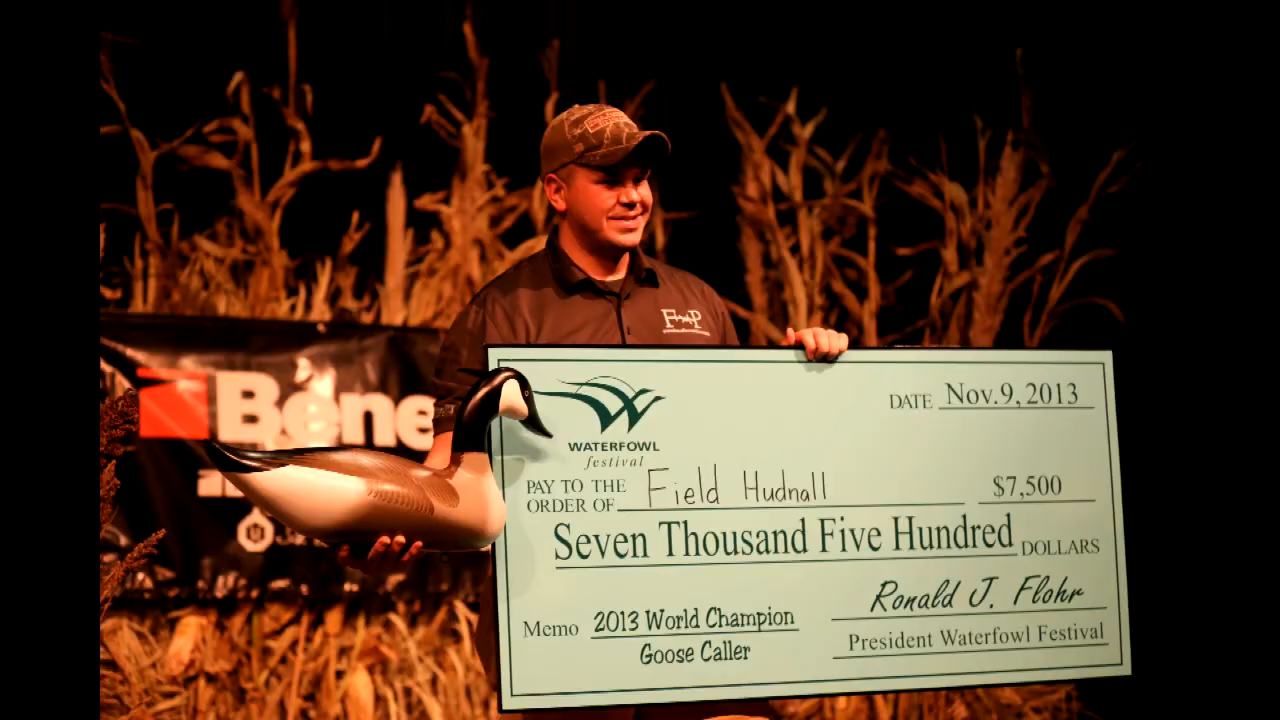 F P
Bene
WATERFOWL
festival
DATE Nov.9,2013
PAY TO THE
ORDER OF Field Hudnall $7,500
Seven Thousand Five Hundred DOLLARS
Ronald J. Flohr
Memo 2013 World Champion
President Waterfowl Festival
Goose Caller